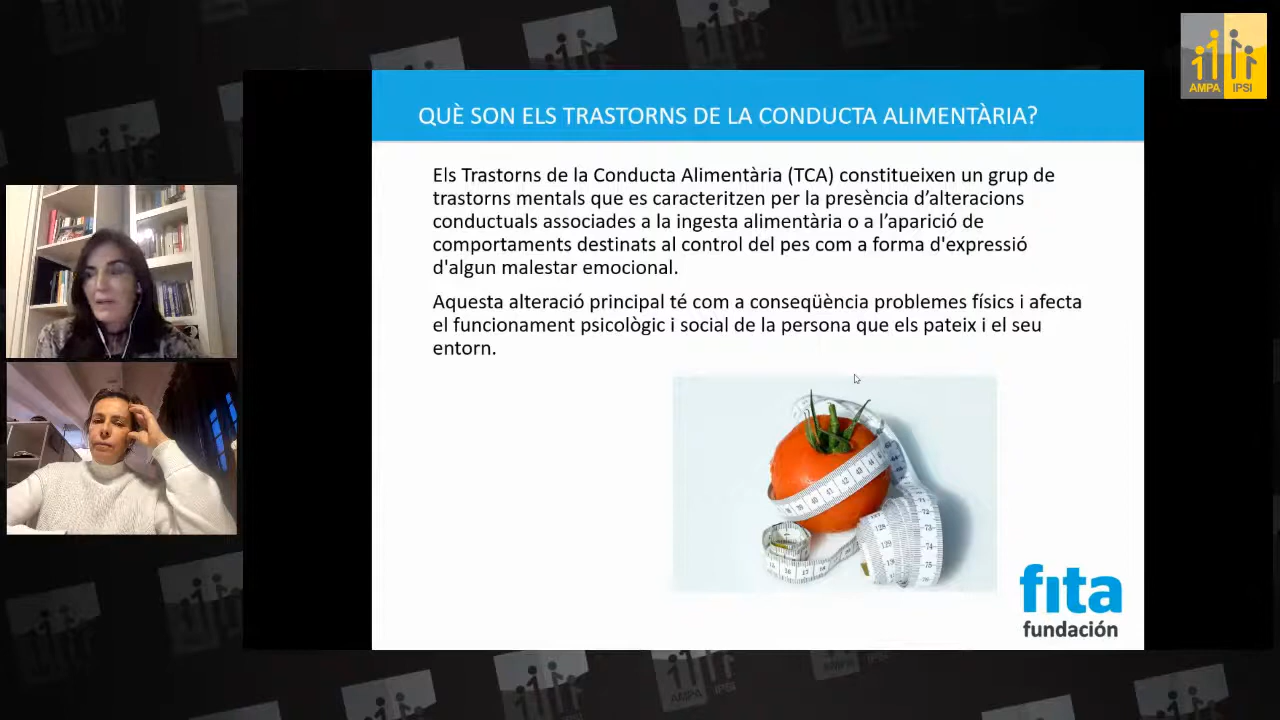 AMPA IPSI
QUÈ SON ELS TRASTORNS DE LA CONDUCTA ALIMENTÀRIA?
Els Trastorns de la Conducta Alimentària (TCA) constitueixen un grup de
trastorns mentals que es caracteritzen per la presència d’alteracions
conductuals associades a la ingesta alimentària o a l’aparició de
comportaments destinats al control del pes com a forma d'expressió
d'algun malestar emocional.
Aquesta alteració principal té com a conseqüència problemes físics i afecta
el funcionament psicològic i social de la persona que els pateix i el seu
entorn.
fita
fundación
AMPA IPSI